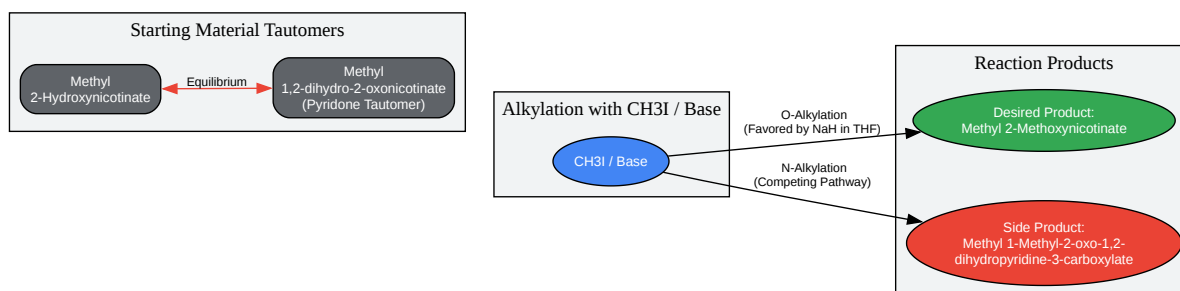 Starting Material Tautomers
Methyl
2-Hydroxynicotinate
Equilibrium
Methyl
1,2-dihydro-2-oxonicotinate
(Pyridone Tautomer)
Alkylation with CH3I / Base
CH3I / Base
O-Alkylation
(Favored by NaH in THF)
N-Alkylation
(Competing Pathway)
Reaction Products
Desired Product:
Methyl 2-Methoxynicotinate
Side Product:
Methyl 1-Methyl-2-oxo-1,2-
dihydropyridine-3-carboxylate